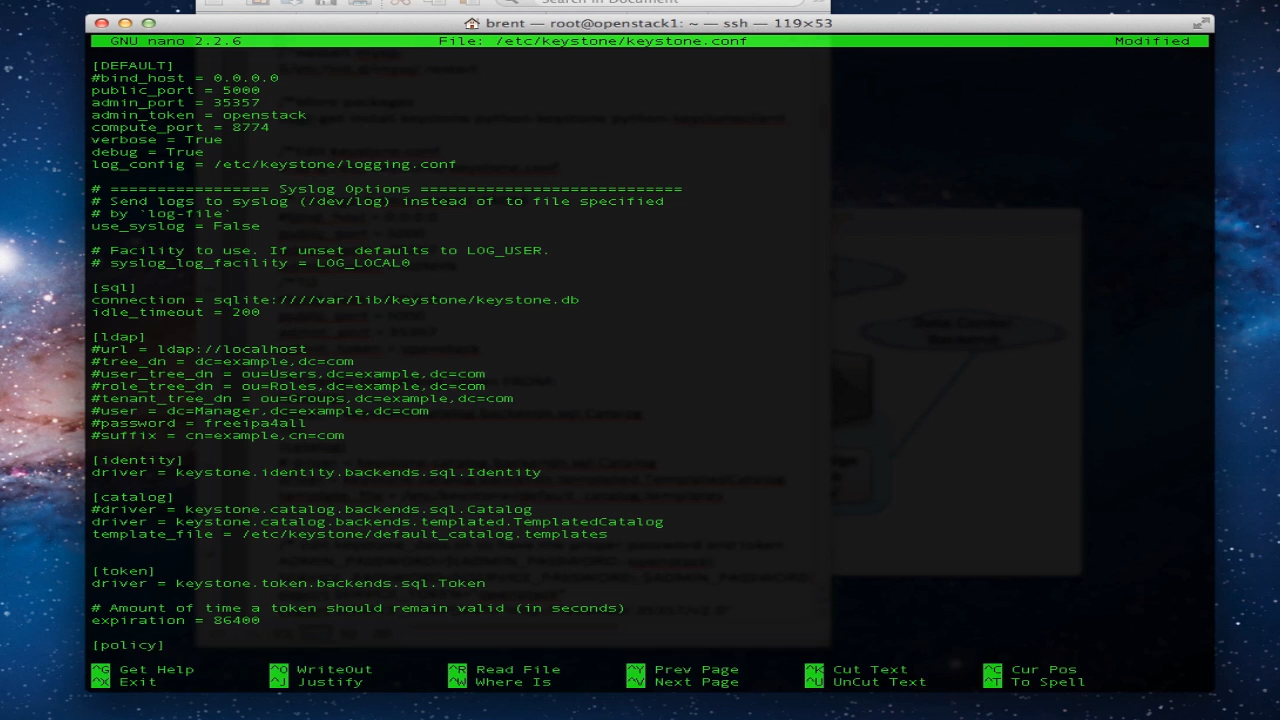 Search in Document
brent — root@openstack1: ~ — ssh — 119×53
GNU nano 2.2.6 File: /etc/keystone/keystone.conf Modified
[DEFAULT]
#bind_host = 0.0.0.0
public_port = 5000
admin_port = 35357
admin_token = openstack
compute_port = 8774
verbose = True
debug = True
log_config = /etc/keystone/logging.conf
# ================= Syslog Options ============================
# Send logs to syslog (/dev/log) instead of to file specified
# by `log-file`
use_syslog = False
# Facility to use. If unset defaults to LOG_USER.
# syslog_log_facility = LOG_LOCAL0
[sql]
connection = sqlite:////var/lib/keystone/keystone.db
idle_timeout = 200
[ldap]
#url = ldap://localhost
#tree_dn = dc=example,dc=com
#user_tree_dn = ou=Users,dc=example,dc=com
#role_tree_dn = ou=Roles,dc=example,dc=com
#tenant_tree_dn = ou=Groups,dc=example,dc=com
#user = dc=Manager,dc=example,dc=com
#password = freeipa4all
#suffix = cn=example,cn=com
[identity]
driver = keystone.identity.backends.sql.Identity
[catalog]
#driver = keystone.catalog.backends.sql.Catalog
driver = keystone.catalog.backends.templated.TemplatedCatalog
template_file = /etc/keystone/default_catalog.templates
[token]
driver = keystone.token.backends.sql.Token
# Amount of time a token should remain valid (in seconds)
expiration = 86400
[policy]
^G Get Help ^O WriteOut ^R Read File ^Y Prev Page ^K Cut Text ^C Cur Pos
^X Exit ^J Justify ^W Where Is ^V Next Page ^U UnCut Text ^T To Spell